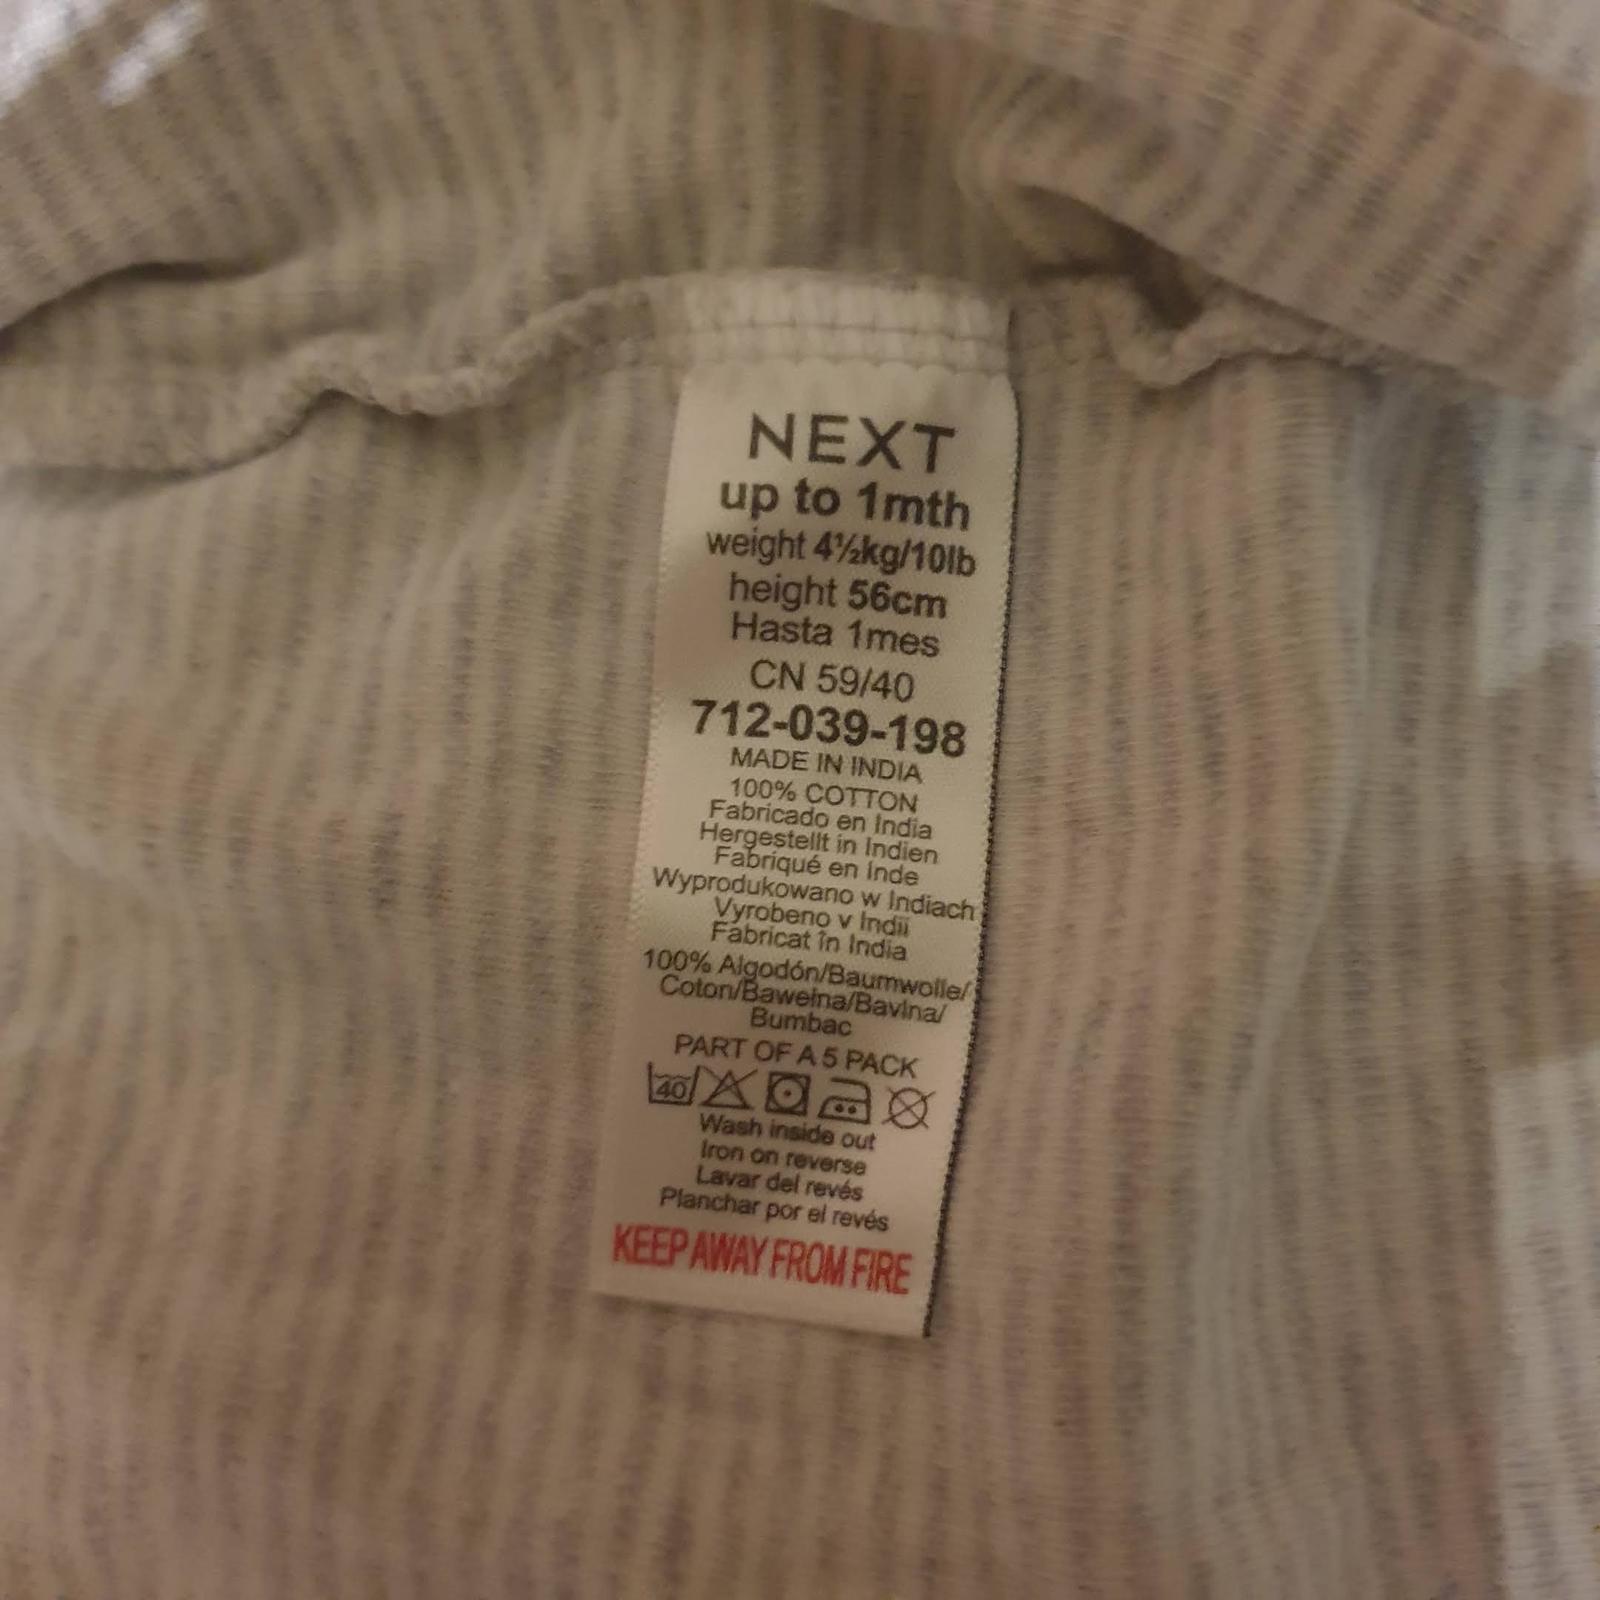 NEXT
up to 1mth
weight 4½kg/10lb
height 56cm
Hasta 1mes
CN 59/40
712-039-198
MADE IN INDIA
100% COTTON
Fabricado en India
Hergestellt in Indien
Fabriqué en Inde
Wyprodukowano w Indiach
Vyrobeno v Indii
Fabricat în India
100% Algodón/Baumwolle/
Coton/Bawełna/Bavlna/
Bumbac
PART OF A 5 PACK
40
Wash inside out
Iron on reverse
Lavar del revés
Planchar por el revés
KEEP AWAY FROM FIRE